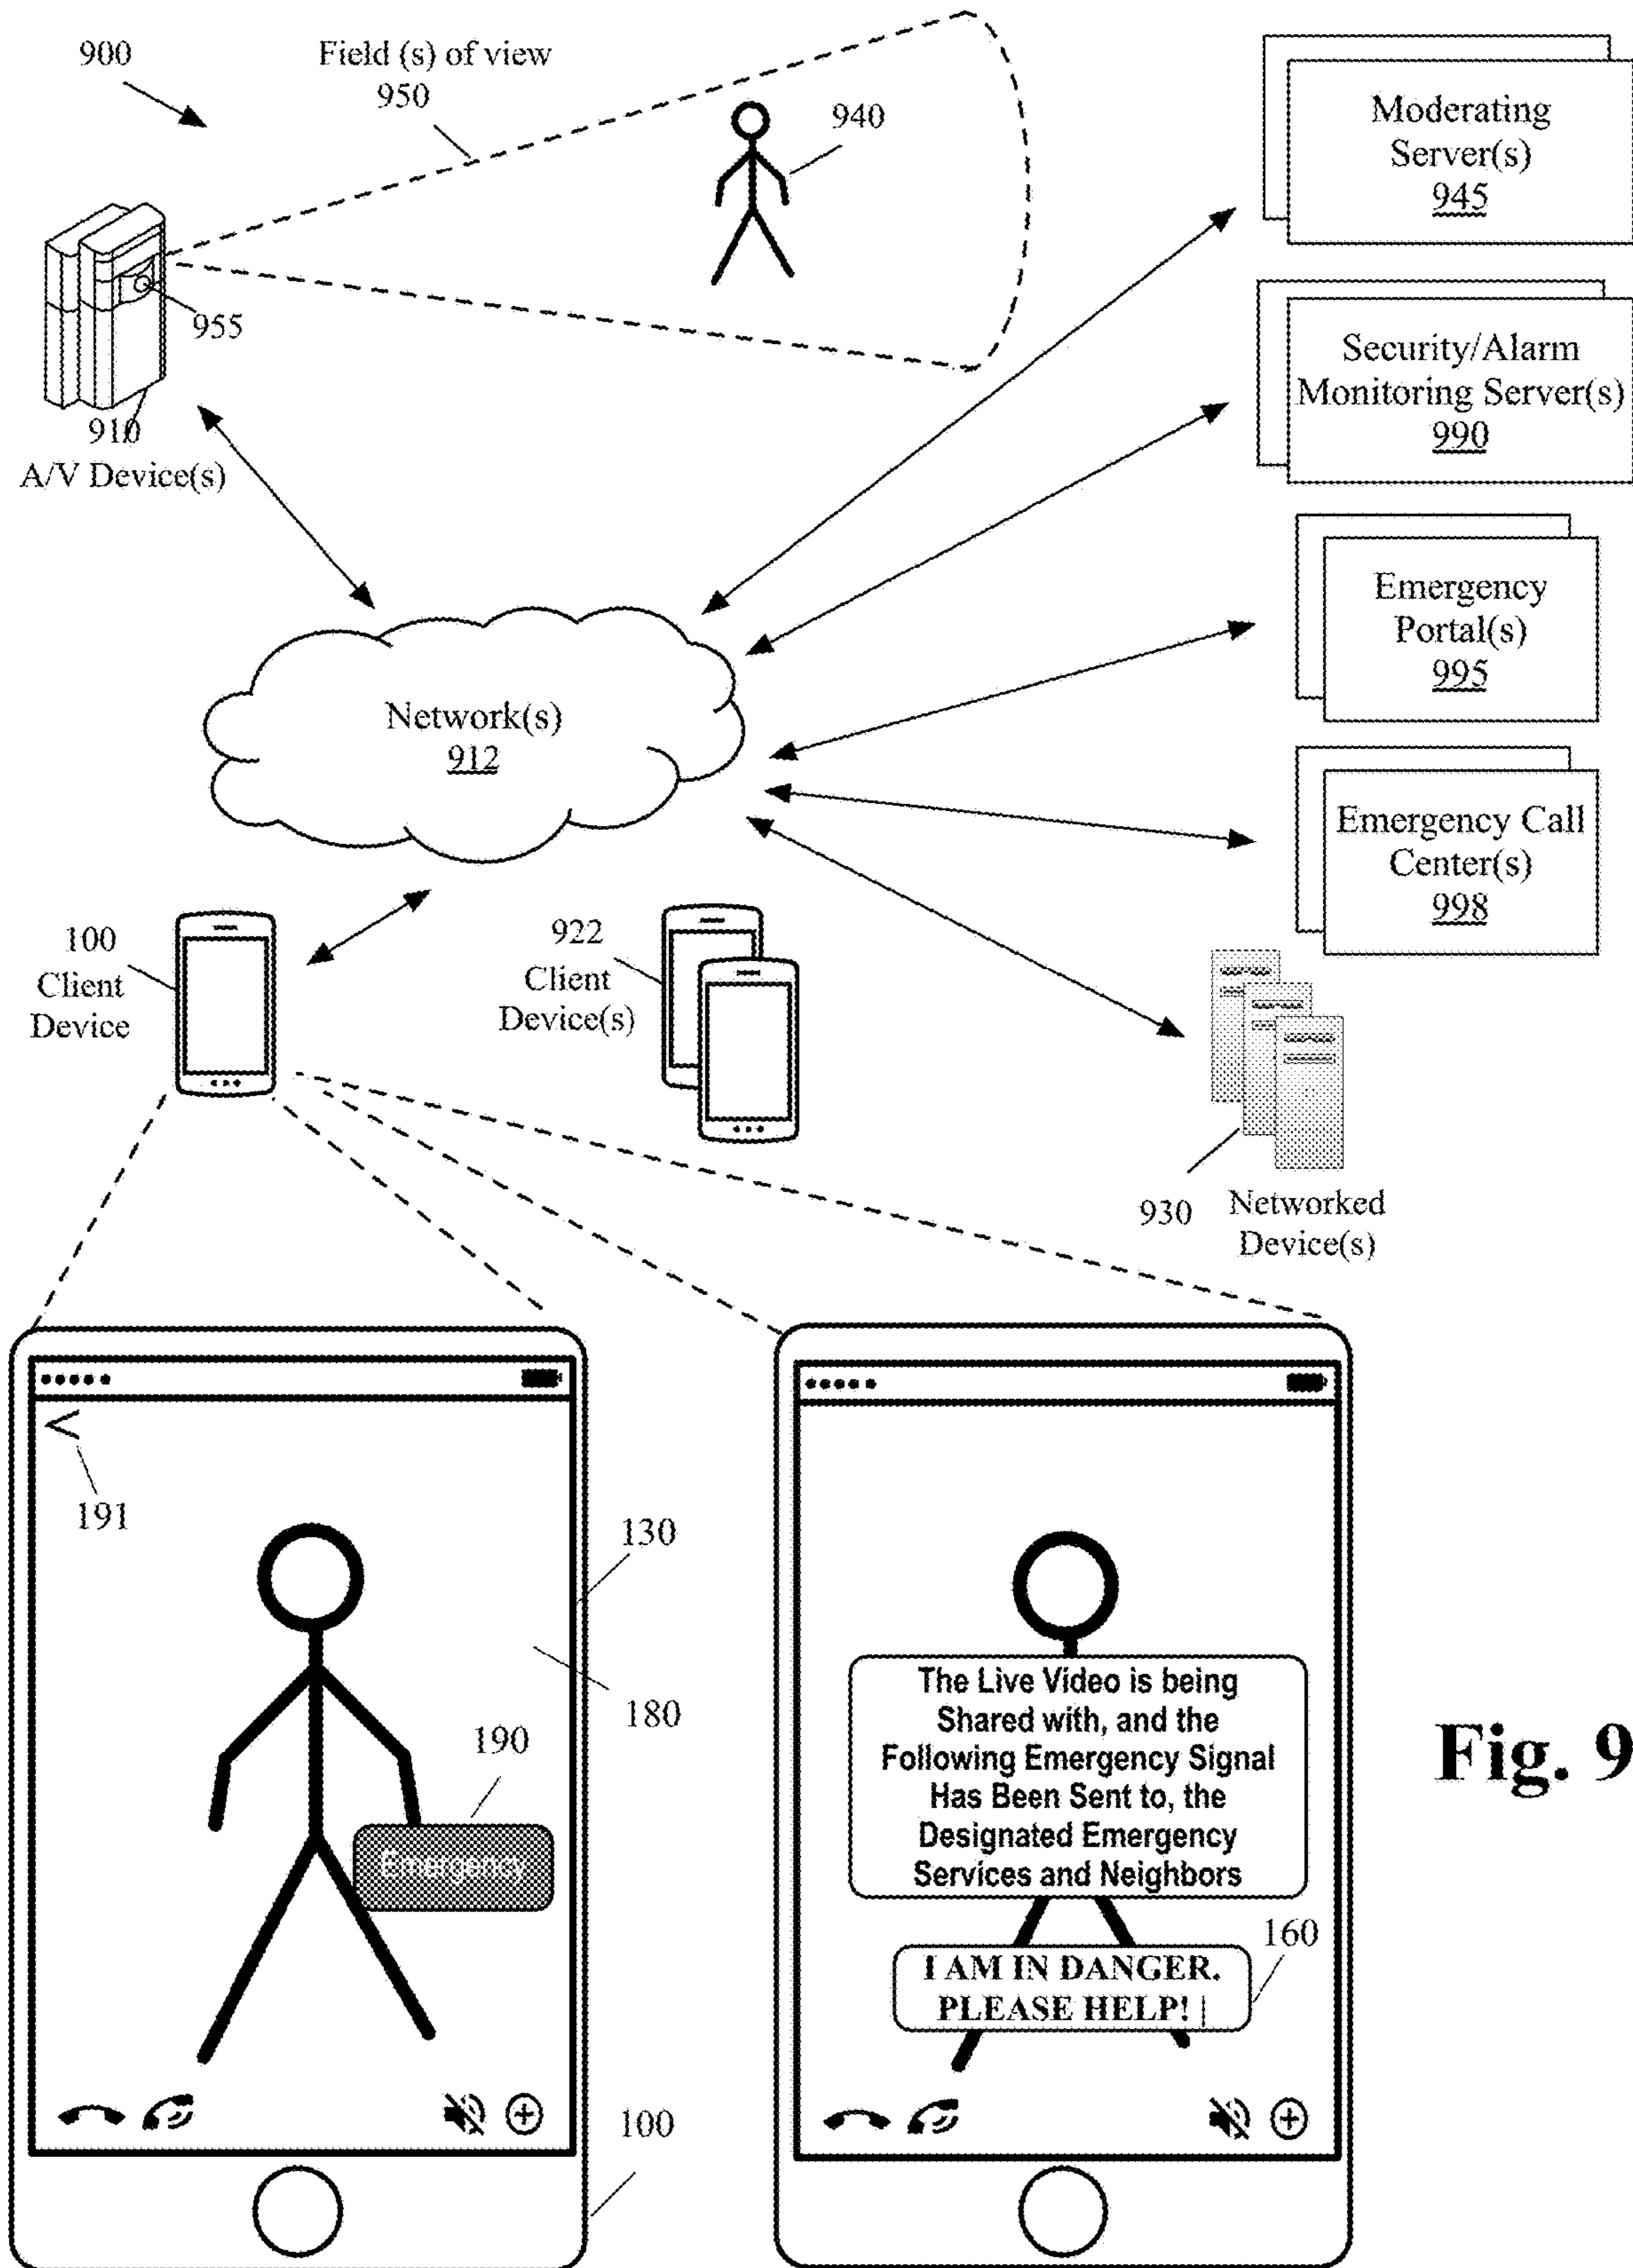 900
Field (s) of view
950
940
955
910
A/V Device(s)
Moderating
Server(s)
945
Security/Alarm
Monitoring Server(s)
990
Emergency
Portal(s)
995
Network(s)
912
Emergency Call
Center(s)
998
100
Client
Device
922
Client
Device(s)
930
Networked
Device(s)
191
130
180
190
Emergency
100
The Live Video is being
Shared with, and the
Following Emergency Signal
Has Been Sent to, the
Designated Emergency
Services and Neighbors
160
I AM IN DANGER.
PLEASE HELP! |
Fig. 9